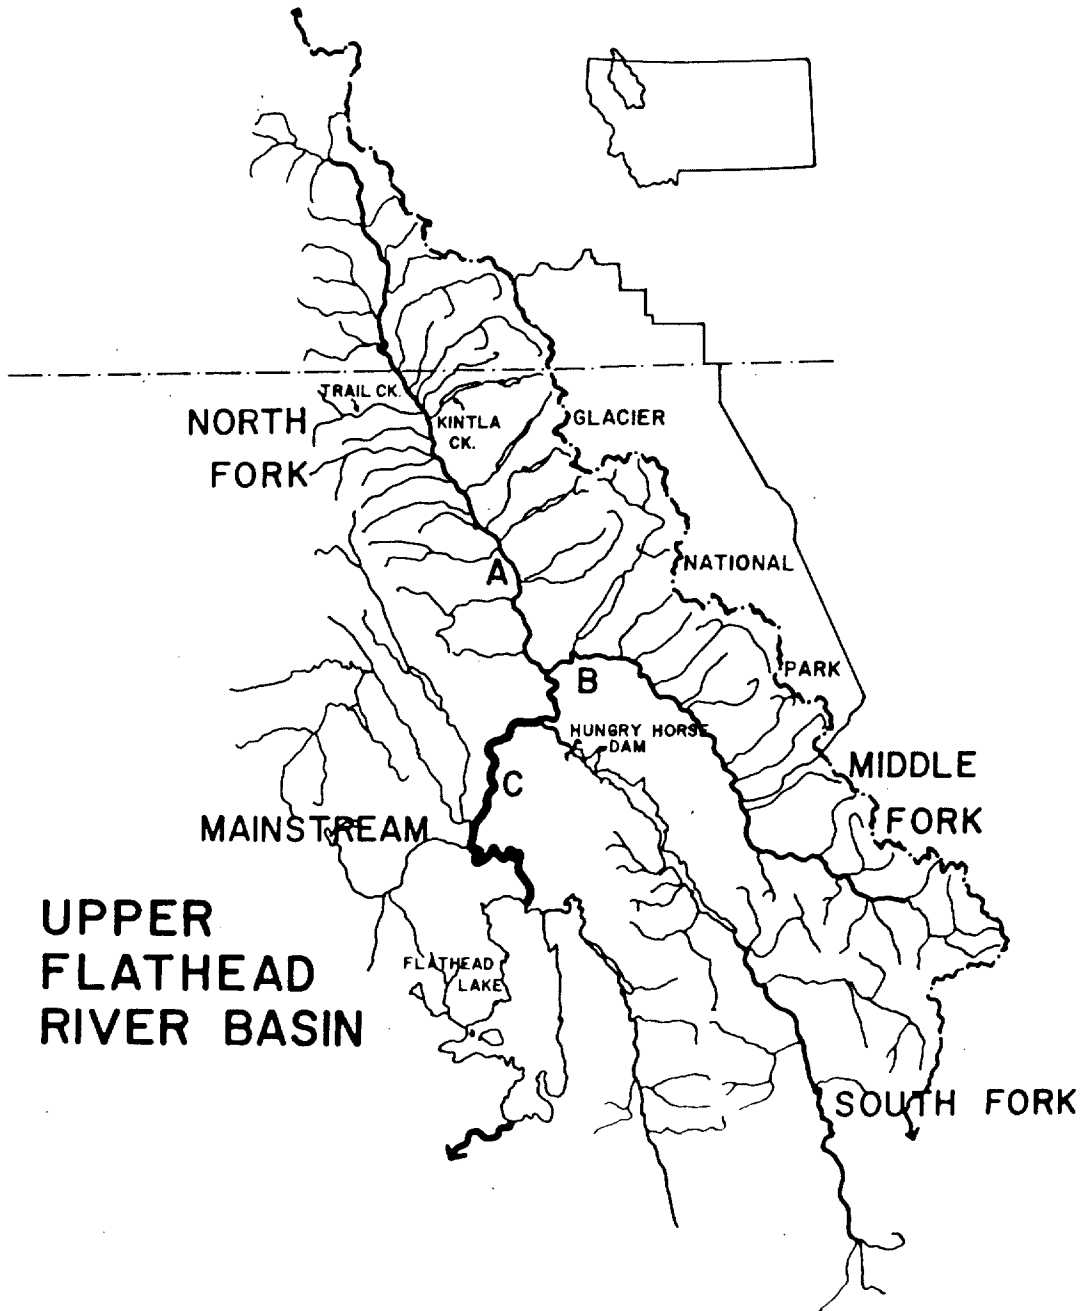 TRAIL CK.
NORTH
FORK
KINTLA
CK.
GLACIER
NATIONAL
PARK
A
B
HUNGRY HORSE
DAM
C
MIDDLE
FORK
MAINSTREAM
UPPER
FLATHEAD
RIVER BASIN
FLATHEAD
LAKE
SOUTH FORK